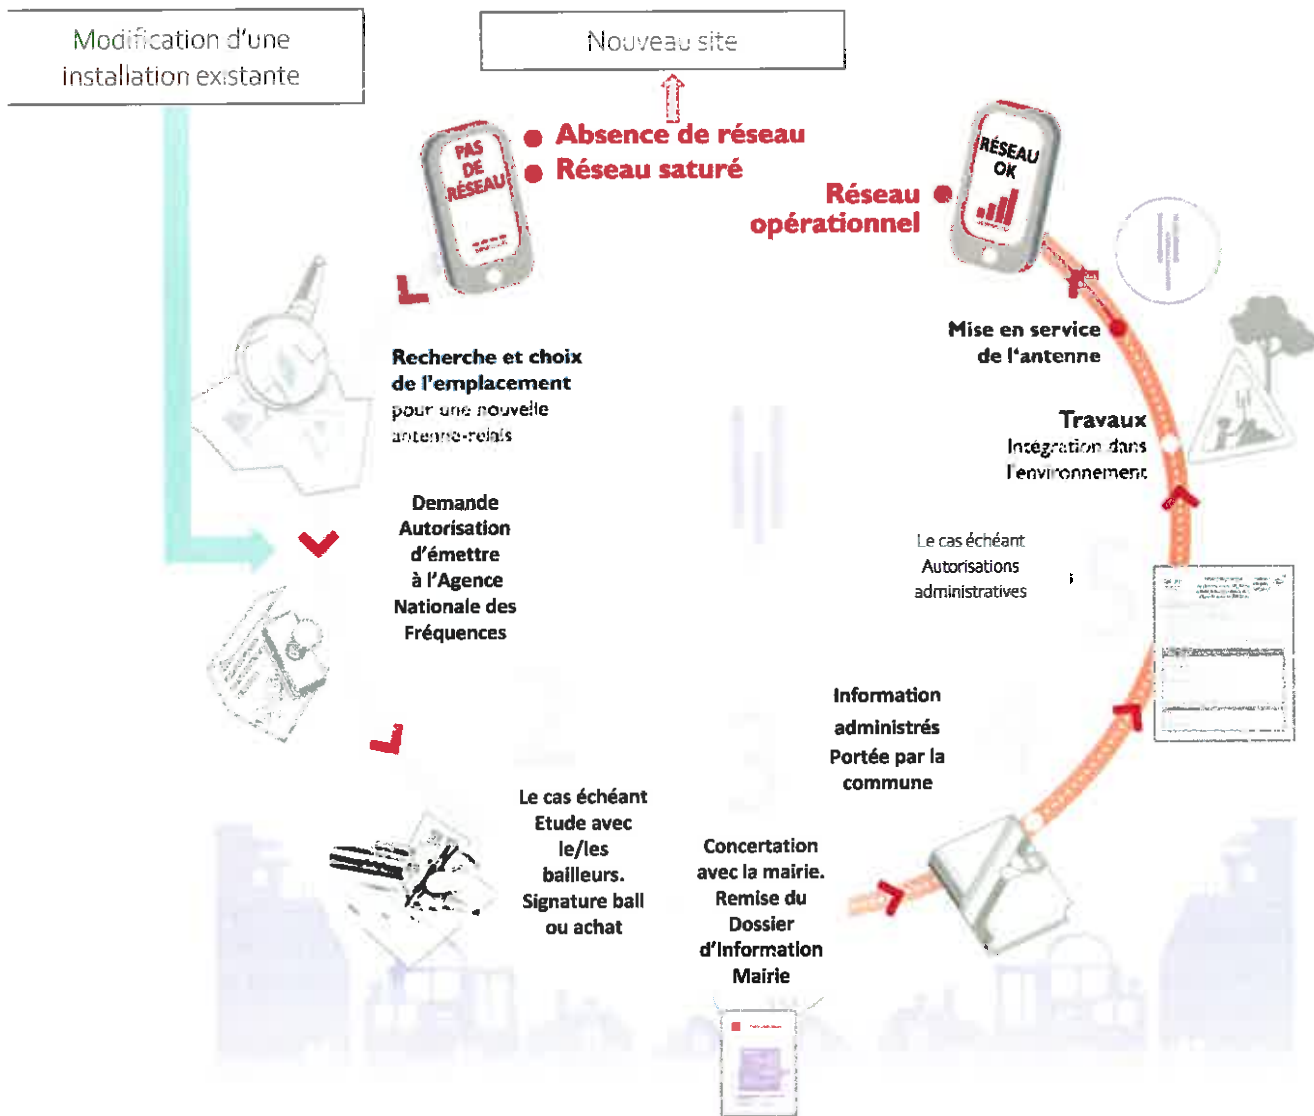 Modification d'une
installation existante
Nouveau site
Absence de réseau
Réseau saturé
PAS
DE
RÉSEAU
RÉSEAU
OK
Réseau
opérationnel
Recherche et choix
de l'emplacement
pour une nouvelle
antenne-relais
Demande
Autorisation
d'émettre
à l'Agence
Nationale des
Fréquences
Le cas échéant
Etude avec
le/les
bailleurs.
Signature bail
ou achat
Concertation
avec la mairie.
Remise du
Dossier
d'Information
Mairie
Information
administrés
Portée par la
commune
Le cas échéant
Autorisations
administratives
Travaux
Intégration dans
l'environnement
Mise en service
de l'antenne